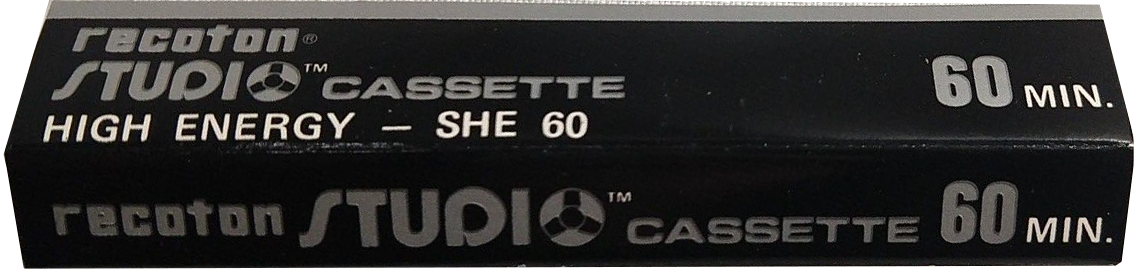 recoton®
STUDIO™ CASSETTE 60 MIN.
HIGH ENERGY — SHE 60
recoton STUDIO™ CASSETTE 60 MIN.